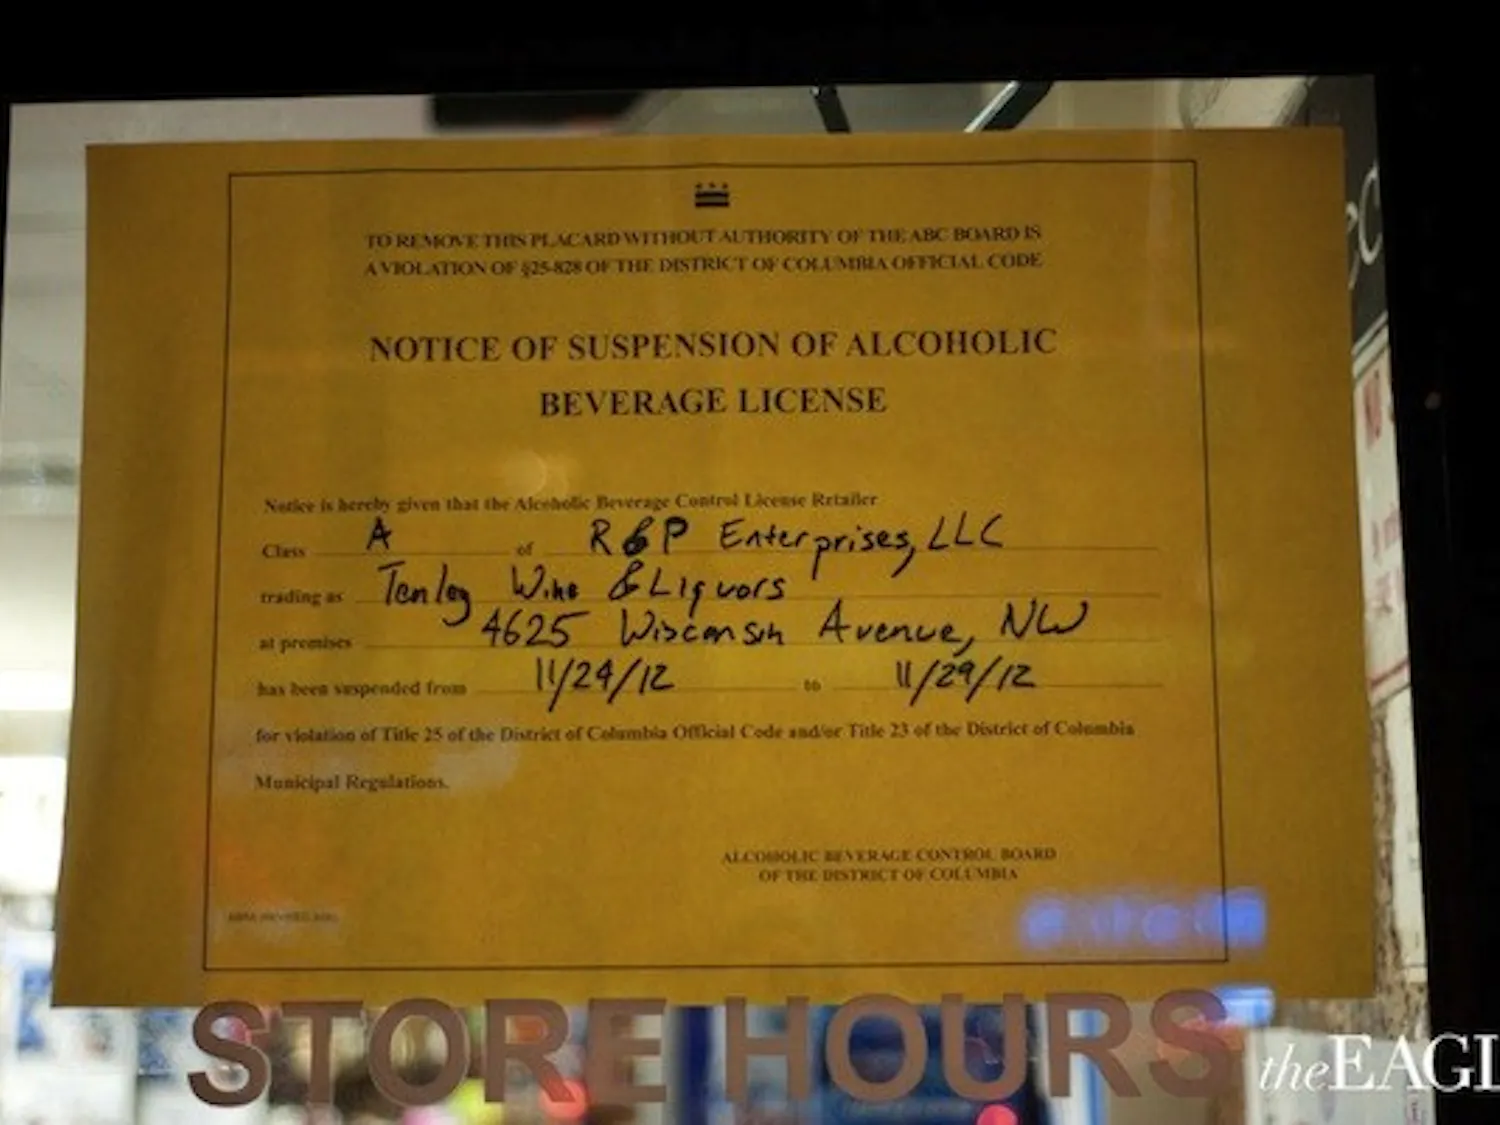 TO REMOVE THIS PLACARD WITHOUT AUTHORITY OF THE ABC BOARD IS
A VIOLATION OF §25-828 OF THE DISTRICT OF COLUMBIA OFFICIAL CODE
NOTICE OF SUSPENSION OF ALCOHOLIC
BEVERAGE LICENSE
Notice is hereby given that the Alcoholic Beverage Control License Retailer
Class A of R & P Enterprises, LLC
trading as Tenley Wine & Liquors
at premises 4625 Wisconsin Avenue, NW
has been suspended from 11/24/12 to 11/29/12
for violation of Title 25 of the District of Columbia Official Code and/or Title 23 of the District of Columbia
Municipal Regulations.
ALCOHOLIC BEVERAGE CONTROL BOARD
OF THE DISTRICT OF COLUMBIA
STORE HOURS
the EAGL